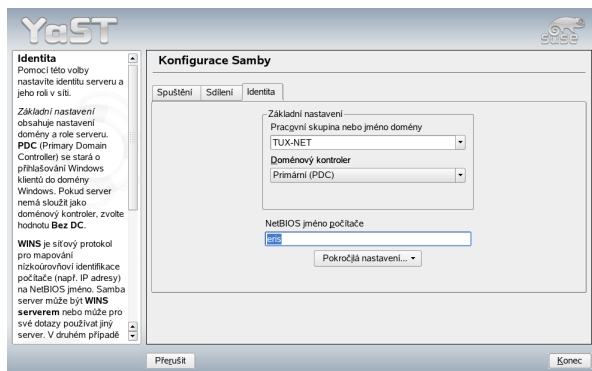 YaST
SUSE
Identita
Pomocí této volby
nastavíte identitu serveru a
jeho roli v síti.
Základní nastavení
obsahuje nastavení
domény a role serveru.
PDC (Primary Domain
Controller) se stará o
přihlašování Windows
klientů do domény
Windows. Pokud server
nemá sloužit jako
doménový kontroler, zvolte
hodnotu Bez DC.
WINS je síťový protokol
pro mapování
nízkoúrovňoví identifikace
počítače (např. IP adresy)
na NetBIOS jméno. Samba
server může být WINS
serverem nebo může pro
své dotazy používat jiný
server. V druhém případě
Konfigurace Samby
Spuštění Sdílení Identita
Základní nastavení
Pracovní skupina nebo jméno domény
TUX-NET
Doménový kontroler
Primární (PDC)
NetBIOS jméno počítače
eris
Pokročilá nastavení...
Přerušit
Konec